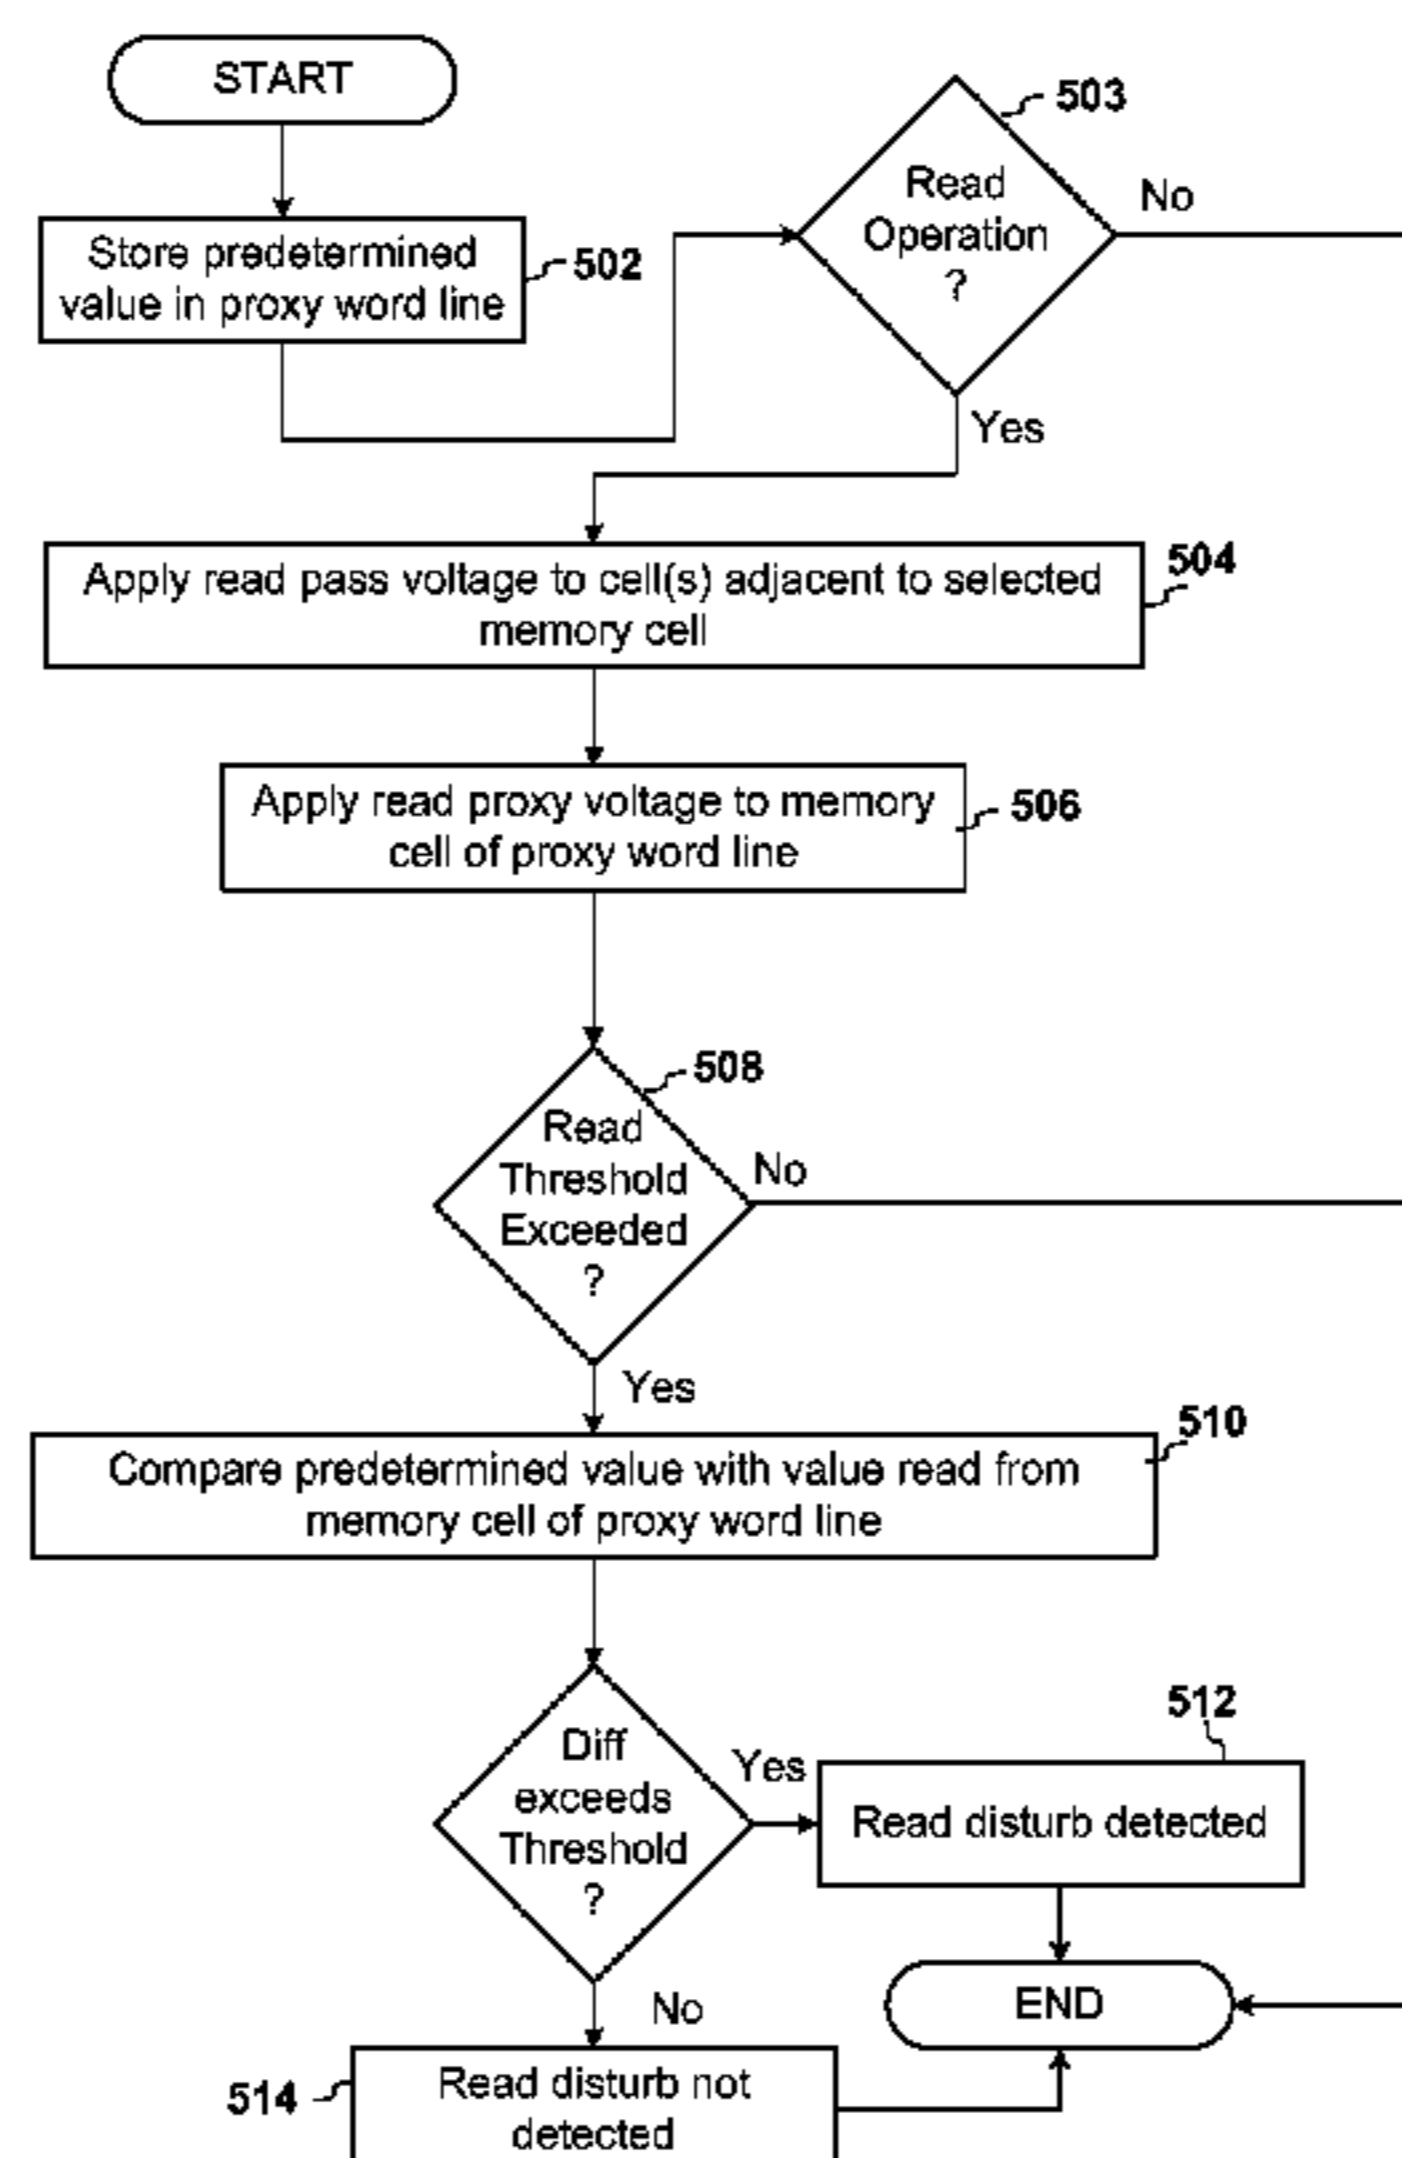 START
Store predetermined
value in proxy word line
502
503
Read
Operation
?
No
Yes
Apply read pass voltage to cell(s) adjacent to selected
memory cell
504
Apply read proxy voltage to memory
cell of proxy word line
506
508
Read
Threshold
Exceeded
?
No
Yes
510
Compare predetermined value with value read from
memory cell of proxy word line
Diff
exceeds
Threshold
?
Yes
512
Read disturb detected
END
No
514
Read disturb not
detected